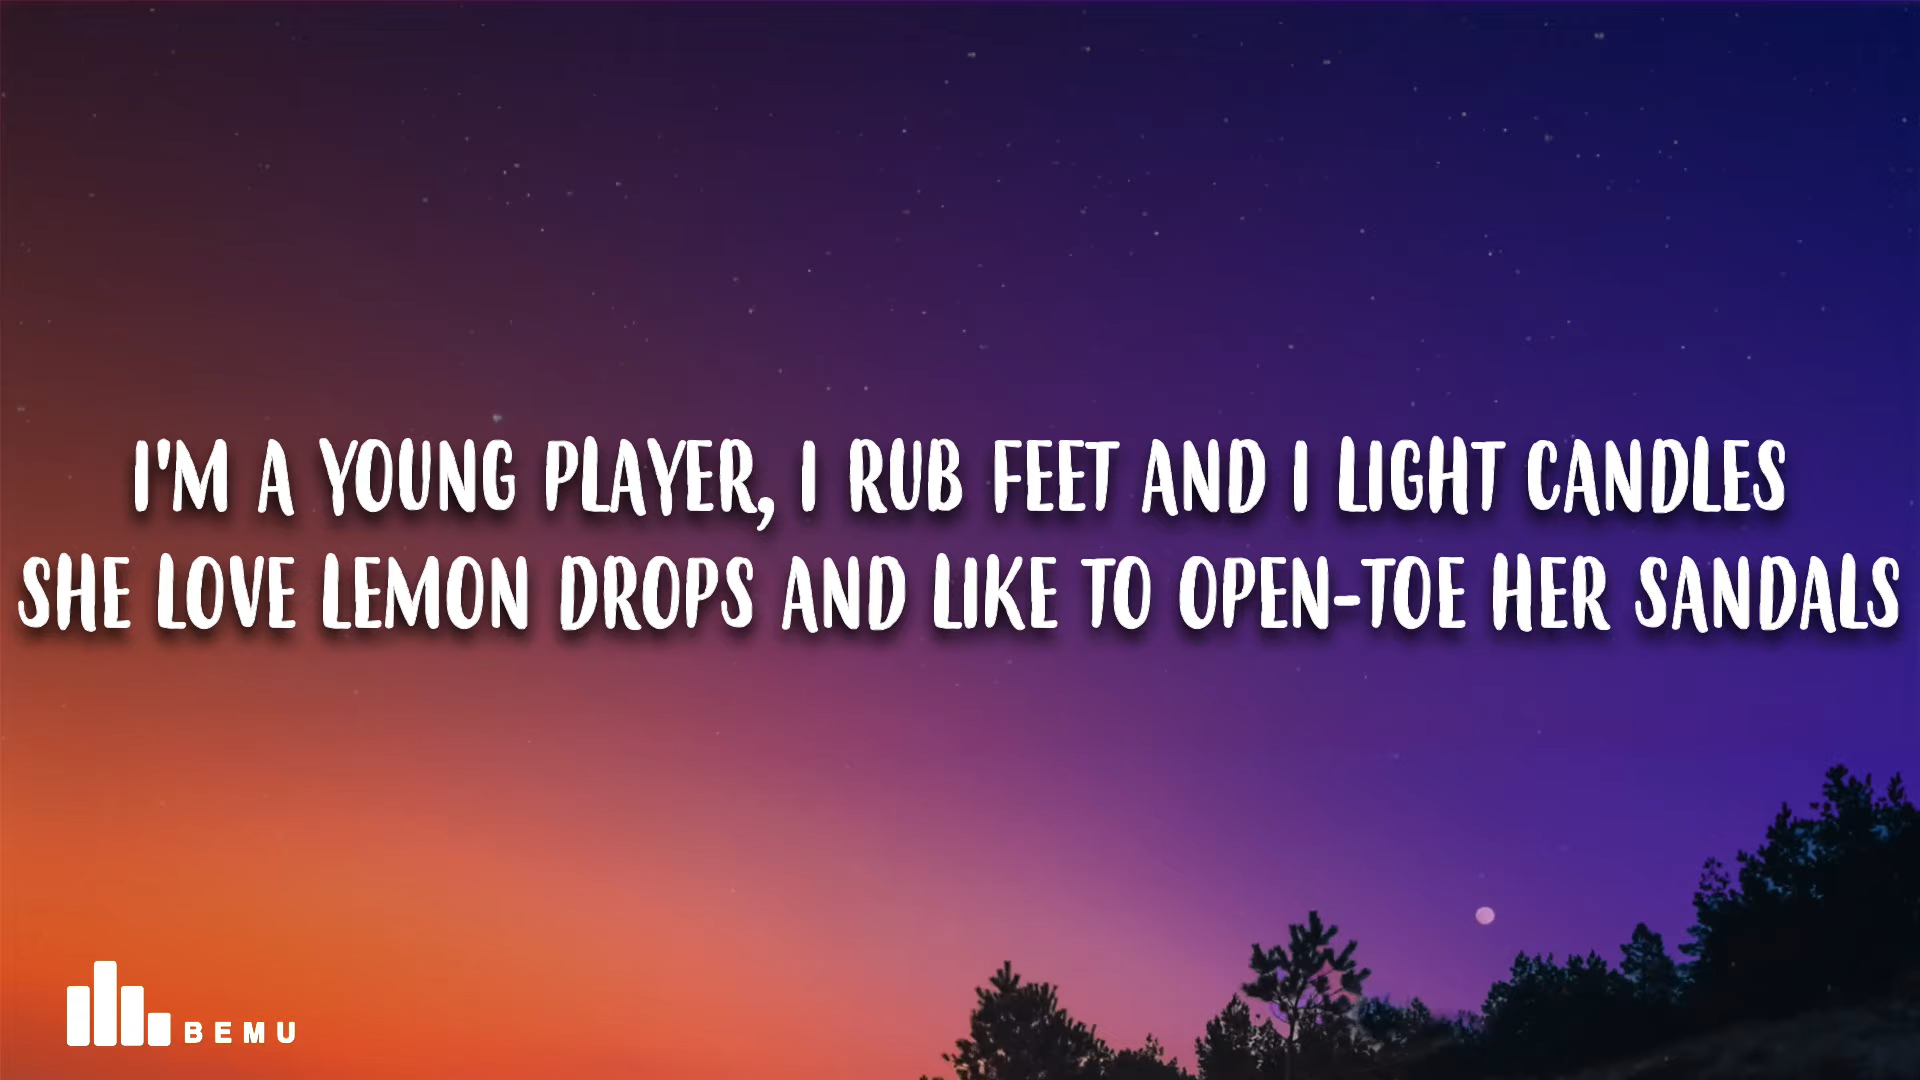 I'M A YOUNG PLAYER, I RUB FEET AND I LIGHT CANDLES
SHE LOVE LEMON DROPS AND LIKE TO OPEN-TOE HER SANDALS
BEMU